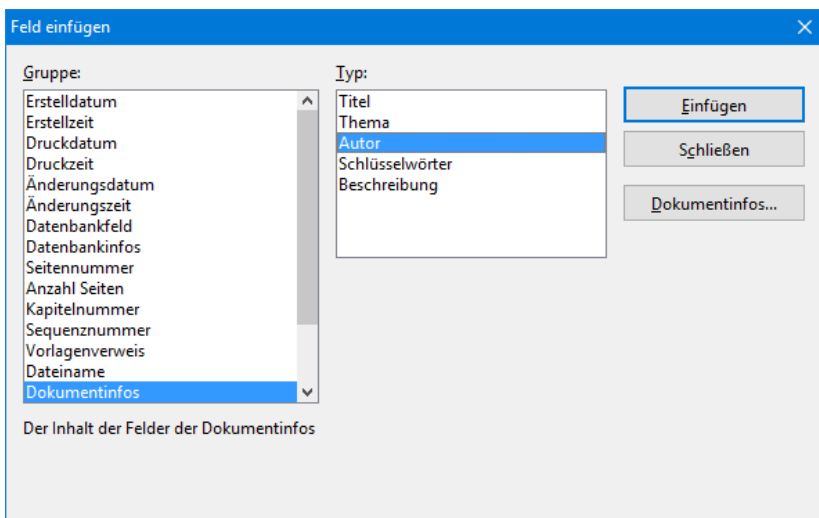 Feld einfügen
Gruppe:
Erstelldatum
Erstellzeit
Druckdatum
Druckzeit
Änderungsdatum
Änderungszeit
Datenbankfeld
Datenbankinfos
Seitennummer
Anzahl Seiten
Kapitelnummer
Sequenznummer
Vorlagenverweis
Dateiname
Dokumentinfos
Der Inhalt der Felder der Dokumentinfos
Typ:
Titel
Thema
Autor
Schlüsselwörter
Beschreibung
Einfügen
Schließen
Dokumentinfos...